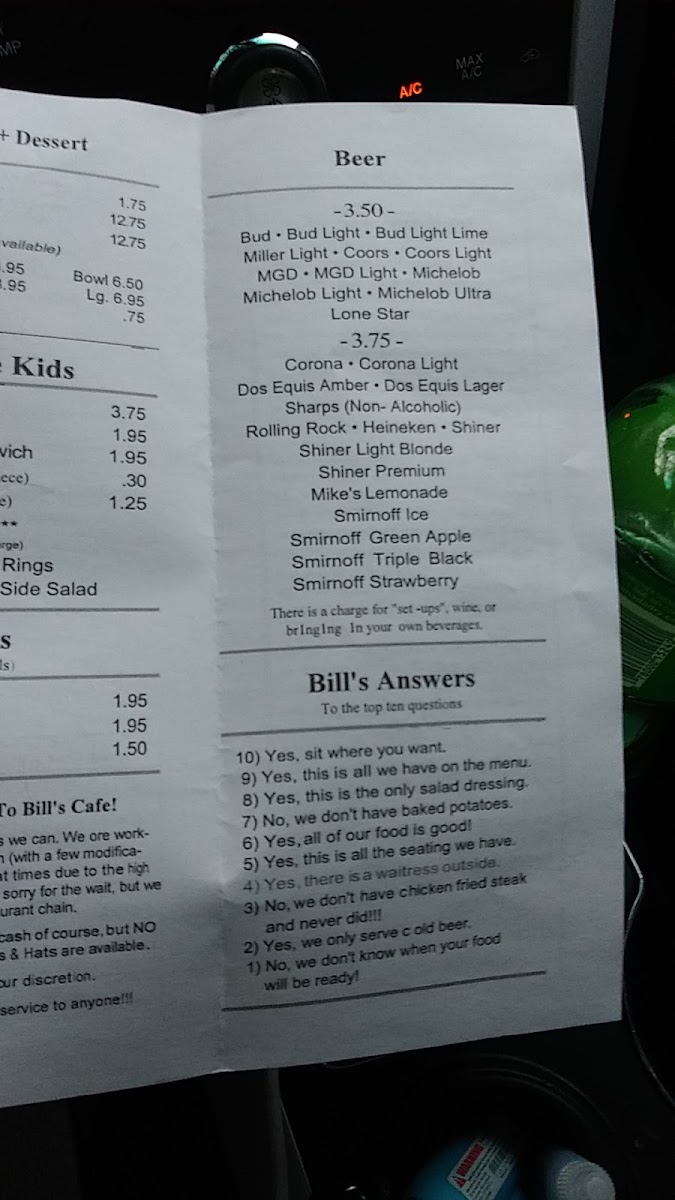 MP
A/C
MAX
A/C
+ Dessert
1.75
12.75
12.75
vailable)
.95 Bowl 6.50
.95 Lg. 6.95
.75
Kids
3.75
1.95
wich 1.95
ece) .30
e) 1.25
**
rge)
Rings
Side Salad
s
ls)
1.95
1.95
1.50
To Bill's Cafe!
s we can. We ore work-
n (with a few modifica-
at times due to the high
sorry for the wait, but we
urant chain.
cash of course, but NO
s & Hats are available.
our discretion.
service to anyone!!!
Beer
-3.50-
Bud • Bud Light • Bud Light Lime
Miller Light • Coors • Coors Light
MGD • MGD Light • Michelob
Michelob Light • Michelob Ultra
Lone Star
-3.75-
Corona • Corona Light
Dos Equis Amber • Dos Equis Lager
Sharps (Non- Alcoholic)
Rolling Rock • Heineken • Shiner
Shiner Light Blonde
Shiner Premium
Mike's Lemonade
Smirnoff Ice
Smirnoff Green Apple
Smirnoff Triple Black
Smirnoff Strawberry
There is a charge for "set -ups", wine, or
br1ng1ng In your own beverages.
Bill's Answers
To the top ten questions
10) Yes, sit where you want.
9) Yes, this is all we have on the menu.
8) Yes, this is the only salad dressing.
7) No, we don't have baked potatoes.
6) Yes, all of our food is good!
5) Yes, this is all the seating we have.
4) Yes, there is a waitress outside.
3) No, we don't have chicken fried steak
and never did!!!
2) Yes, we only serve c old beer.
1) No, we don't know when your food
will be ready!
WARNING